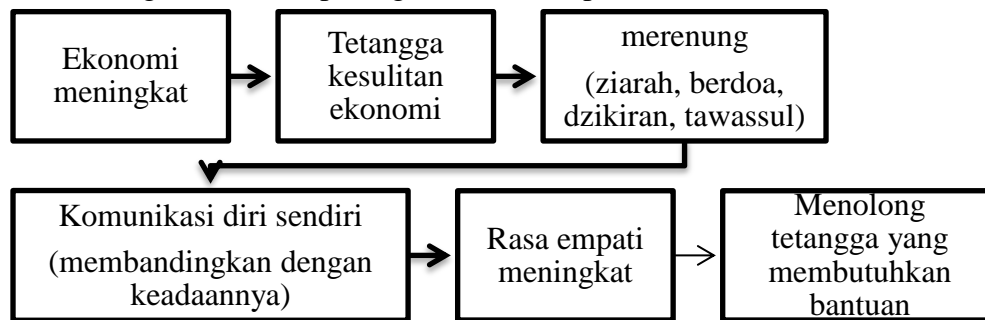 Ekonomi
meningkat
Tetangga
kesulitan
ekonomi
merenung
(ziarah, berdoa,
dzikiran, tawassul)
Komunikasi diri sendiri
(membandingkan dengan
keadaannya)
Rasa empati
meningkat
Menolong
tetangga yang
membutuhkan
bantuan